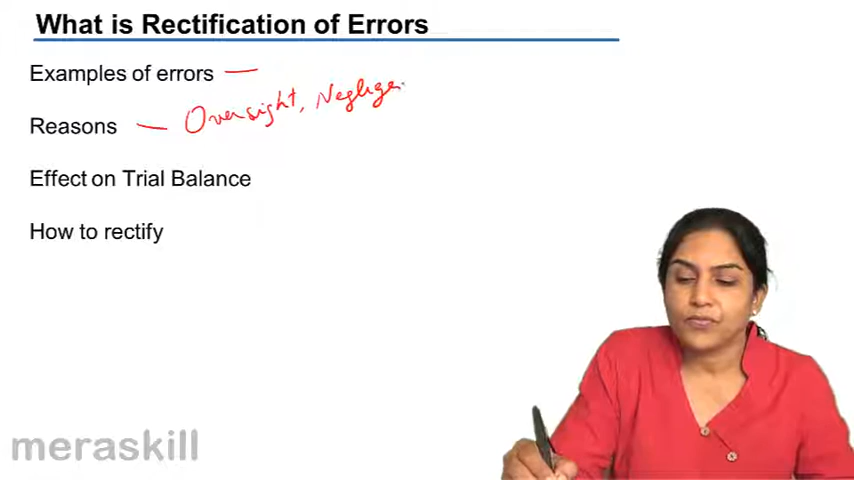 What is Rectification of Errors
Examples of errors —
Reasons — Oversight, Neglige
Effect on Trial Balance
How to rectify
meraskill